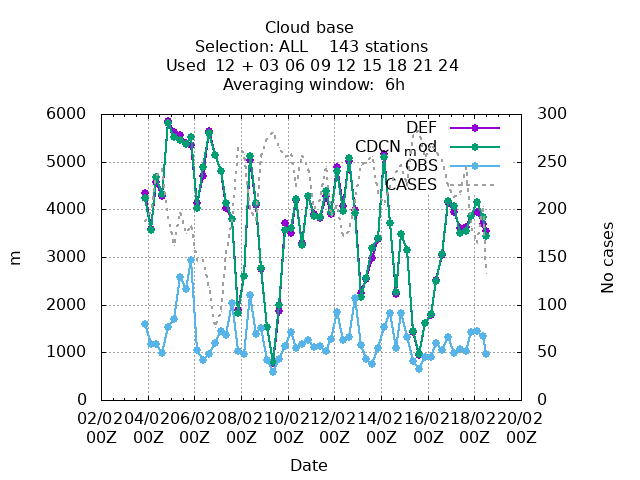 Cloud base
Selection: ALL    143 stations
Used  12 + 03 06 09 12 15 18 21 24
Averaging window:  6h
6000
5000
4000
3000
2000
1000
0
300
250
200
150
100
50
0
m
No cases
DEF
CDCN_mod
OBS
CASES
02/02 04/02 06/02 08/02 10/02 12/02 14/02 16/02 18/02 20/02
00Z 00Z 00Z 00Z 00Z 00Z 00Z 00Z 00Z 00Z
Date